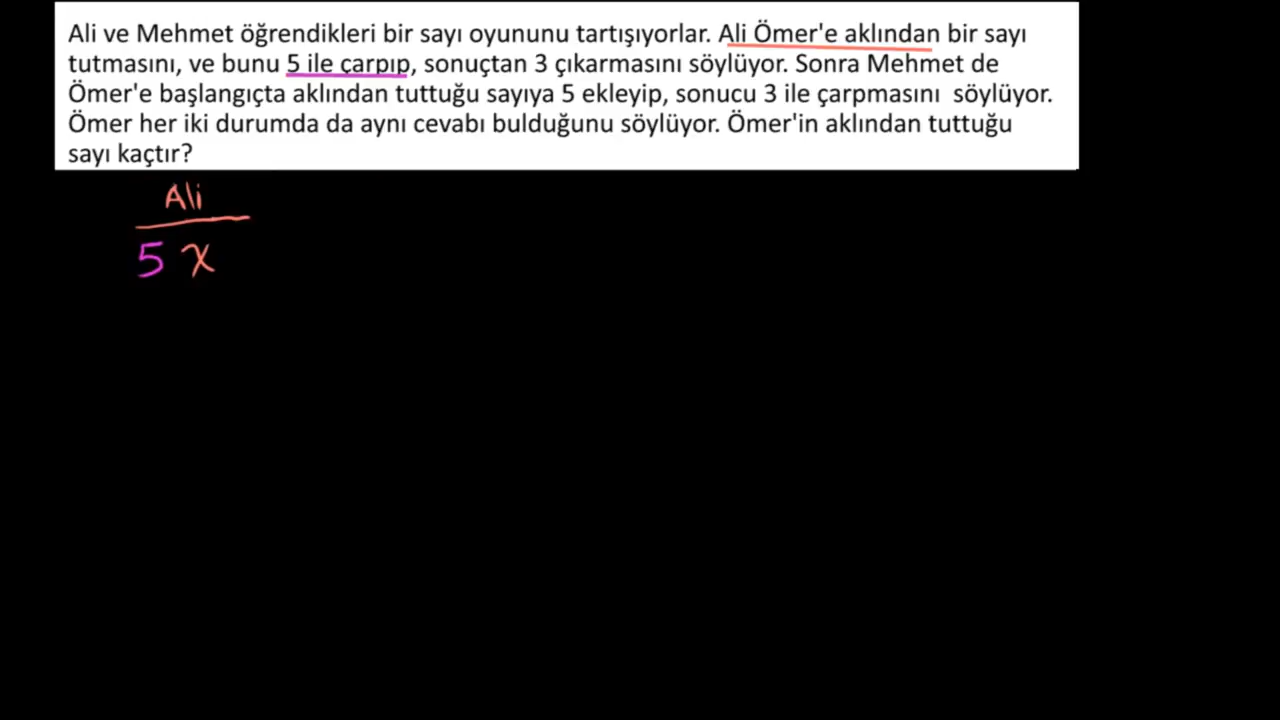 Ali ve Mehmet öğrendikleri bir sayı oyununu tartışıyorlar. Ali Ömer'e aklından bir sayı
tutmasını, ve bunu 5 ile çarpıp, sonuçtan 3 çıkarmasını söylüyor. Sonra Mehmet de
Ömer'e başlangıçta aklından tuttuğu sayıya 5 ekleyip, sonucu 3 ile çarpmasını söylüyor.
Ömer her iki durumda da aynı cevabı bulduğunu söylüyor. Ömer'in aklından tuttuğu
sayı kaçtır?
Ali
5 x